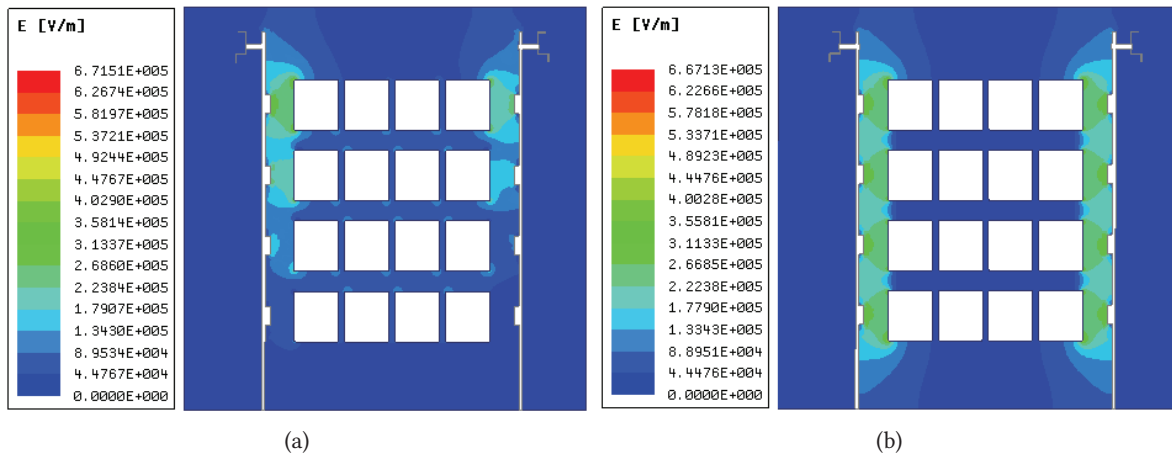 E [V/m]
6.7151E+005
6.2674E+005
5.8197E+005
5.3721E+005
4.9244E+005
4.4767E+005
4.0290E+005
3.5814E+005
3.1337E+005
2.6860E+005
2.2384E+005
1.7907E+005
1.3430E+005
8.9534E+004
4.4767E+004
0.0000E+000
(a)
E [V/m]
6.6713E+005
6.2266E+005
5.7818E+005
5.3371E+005
4.8923E+005
4.4476E+005
4.0028E+005
3.5581E+005
3.1133E+005
2.6685E+005
2.2238E+005
1.7790E+005
1.3343E+005
8.8951E+004
4.4476E+004
0.0000E+000
(b)